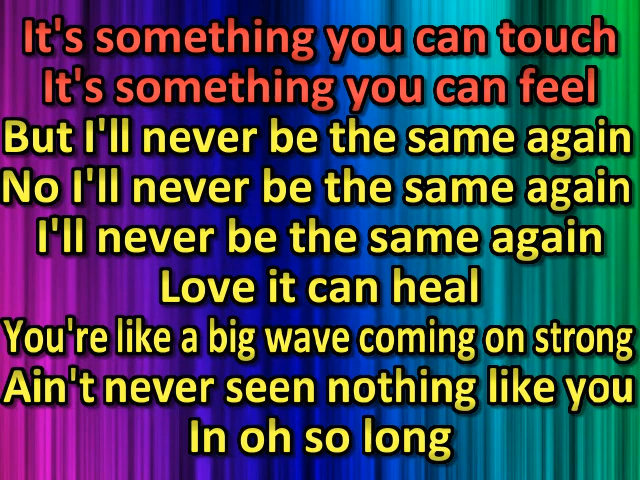 It's something you can touch
It's something you can feel
But I'll never be the same again
No I'll never be the same again
I'll never be the same again
Love it can heal
You're like a big wave coming on strong
Ain't never seen nothing like you
In oh so long